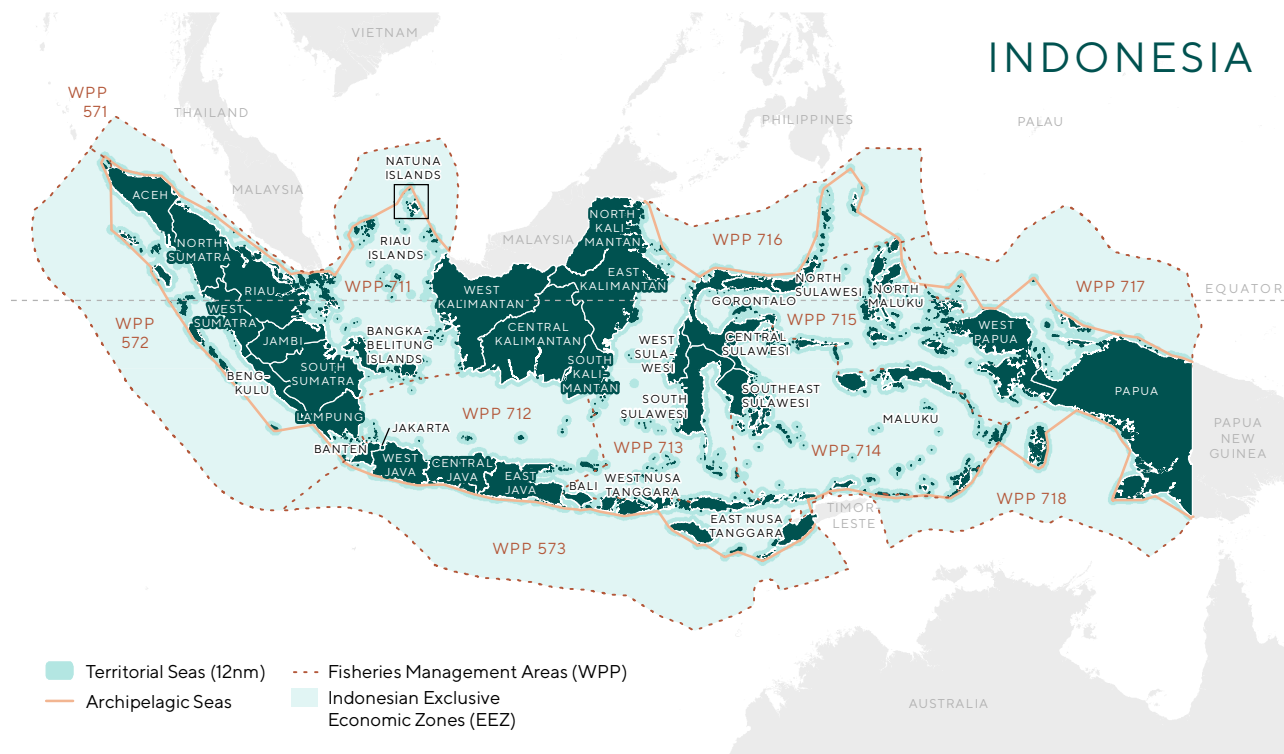 INDONESIA
VIETNAM
WPP
571
THAILAND
PHILIPPINES
PALAU
NATUNA
ISLANDS
MALAYSIA
ACEH
NORTH
SUMATRA
RIAU
ISLANDS
MALAYSIA
NORTH
KALI-
MANTAN
WPP 716
EAST
KALIMANTAN
WPP 711
RIAU
WEST
KALIMANTAN
NORTH
SULAWESI
GORONTALO
NORTH
MALUKU
WPP 717
EQUATOR
WPP
572
WEST
SUMATRA
WPP 715
BANGKA-
BELITUNG
ISLANDS
CENTRAL
KALIMANTAN
WEST
PAPUA
JAMBI
WEST
SULA-
WESI
CENTRAL
SULAWESI
BENG-
KULU
SOUTH
SUMATRA
SOUTH
KALI-
MANTAN
SOUTHEAST
SULAWESI
PAPUA
SOUTH
SULAWESI
LAMPUNG
WPP 712
MALUKU
JAKARTA
PAPUA
NEW
GUINEA
BANTEN
WPP 713
WPP 714
WEST
JAVA
CENTRAL
JAVA
EAST
JAVA
BALI
WEST NUSA
TANGGARA
WPP 718
TIMOR-
LESTE
EAST NUSA
TANGGARA
WPP 573
AUSTRALIA
Territorial Seas (12nm)
Archipelagic Seas
Fisheries Management Areas (WPP)
Indonesian Exclusive
Economic Zones (EEZ)